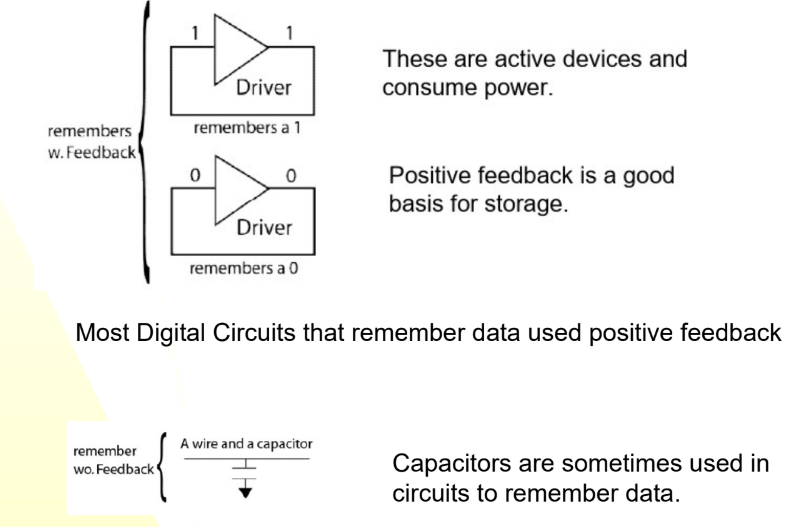 1 1
Driver
remembers a 1
These are active devices and
consume power.
remembers
w. Feedback
0 0
Driver
remembers a 0
Positive feedback is a good
basis for storage.
Most Digital Circuits that remember data used positive feedback
remember
wo. Feedback
A wire and a capacitor
Capacitors are sometimes used in
circuits to remember data.